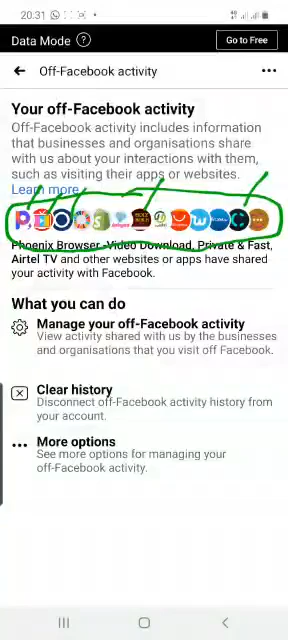 20.31
Data Mode ?
Go to Free
Off-Facebook activity
Your off-Facebook activity
Off-Facebook activity includes information
that businesses and organisations share
with us about your interactions with them,
such as visiting their apps or websites.
Learn more
Phoenix Browser -Video Download, Private & Fast,
Airtel TV and other websites or apps have shared
your activity with Facebook.
What you can do
Manage your off-Facebook activity
View activity shared with us by the businesses
and organisations that you visit off Facebook.
Clear history
Disconnect off-Facebook activity history from
your account.
More options
See more options for managing your
off-Facebook activity.